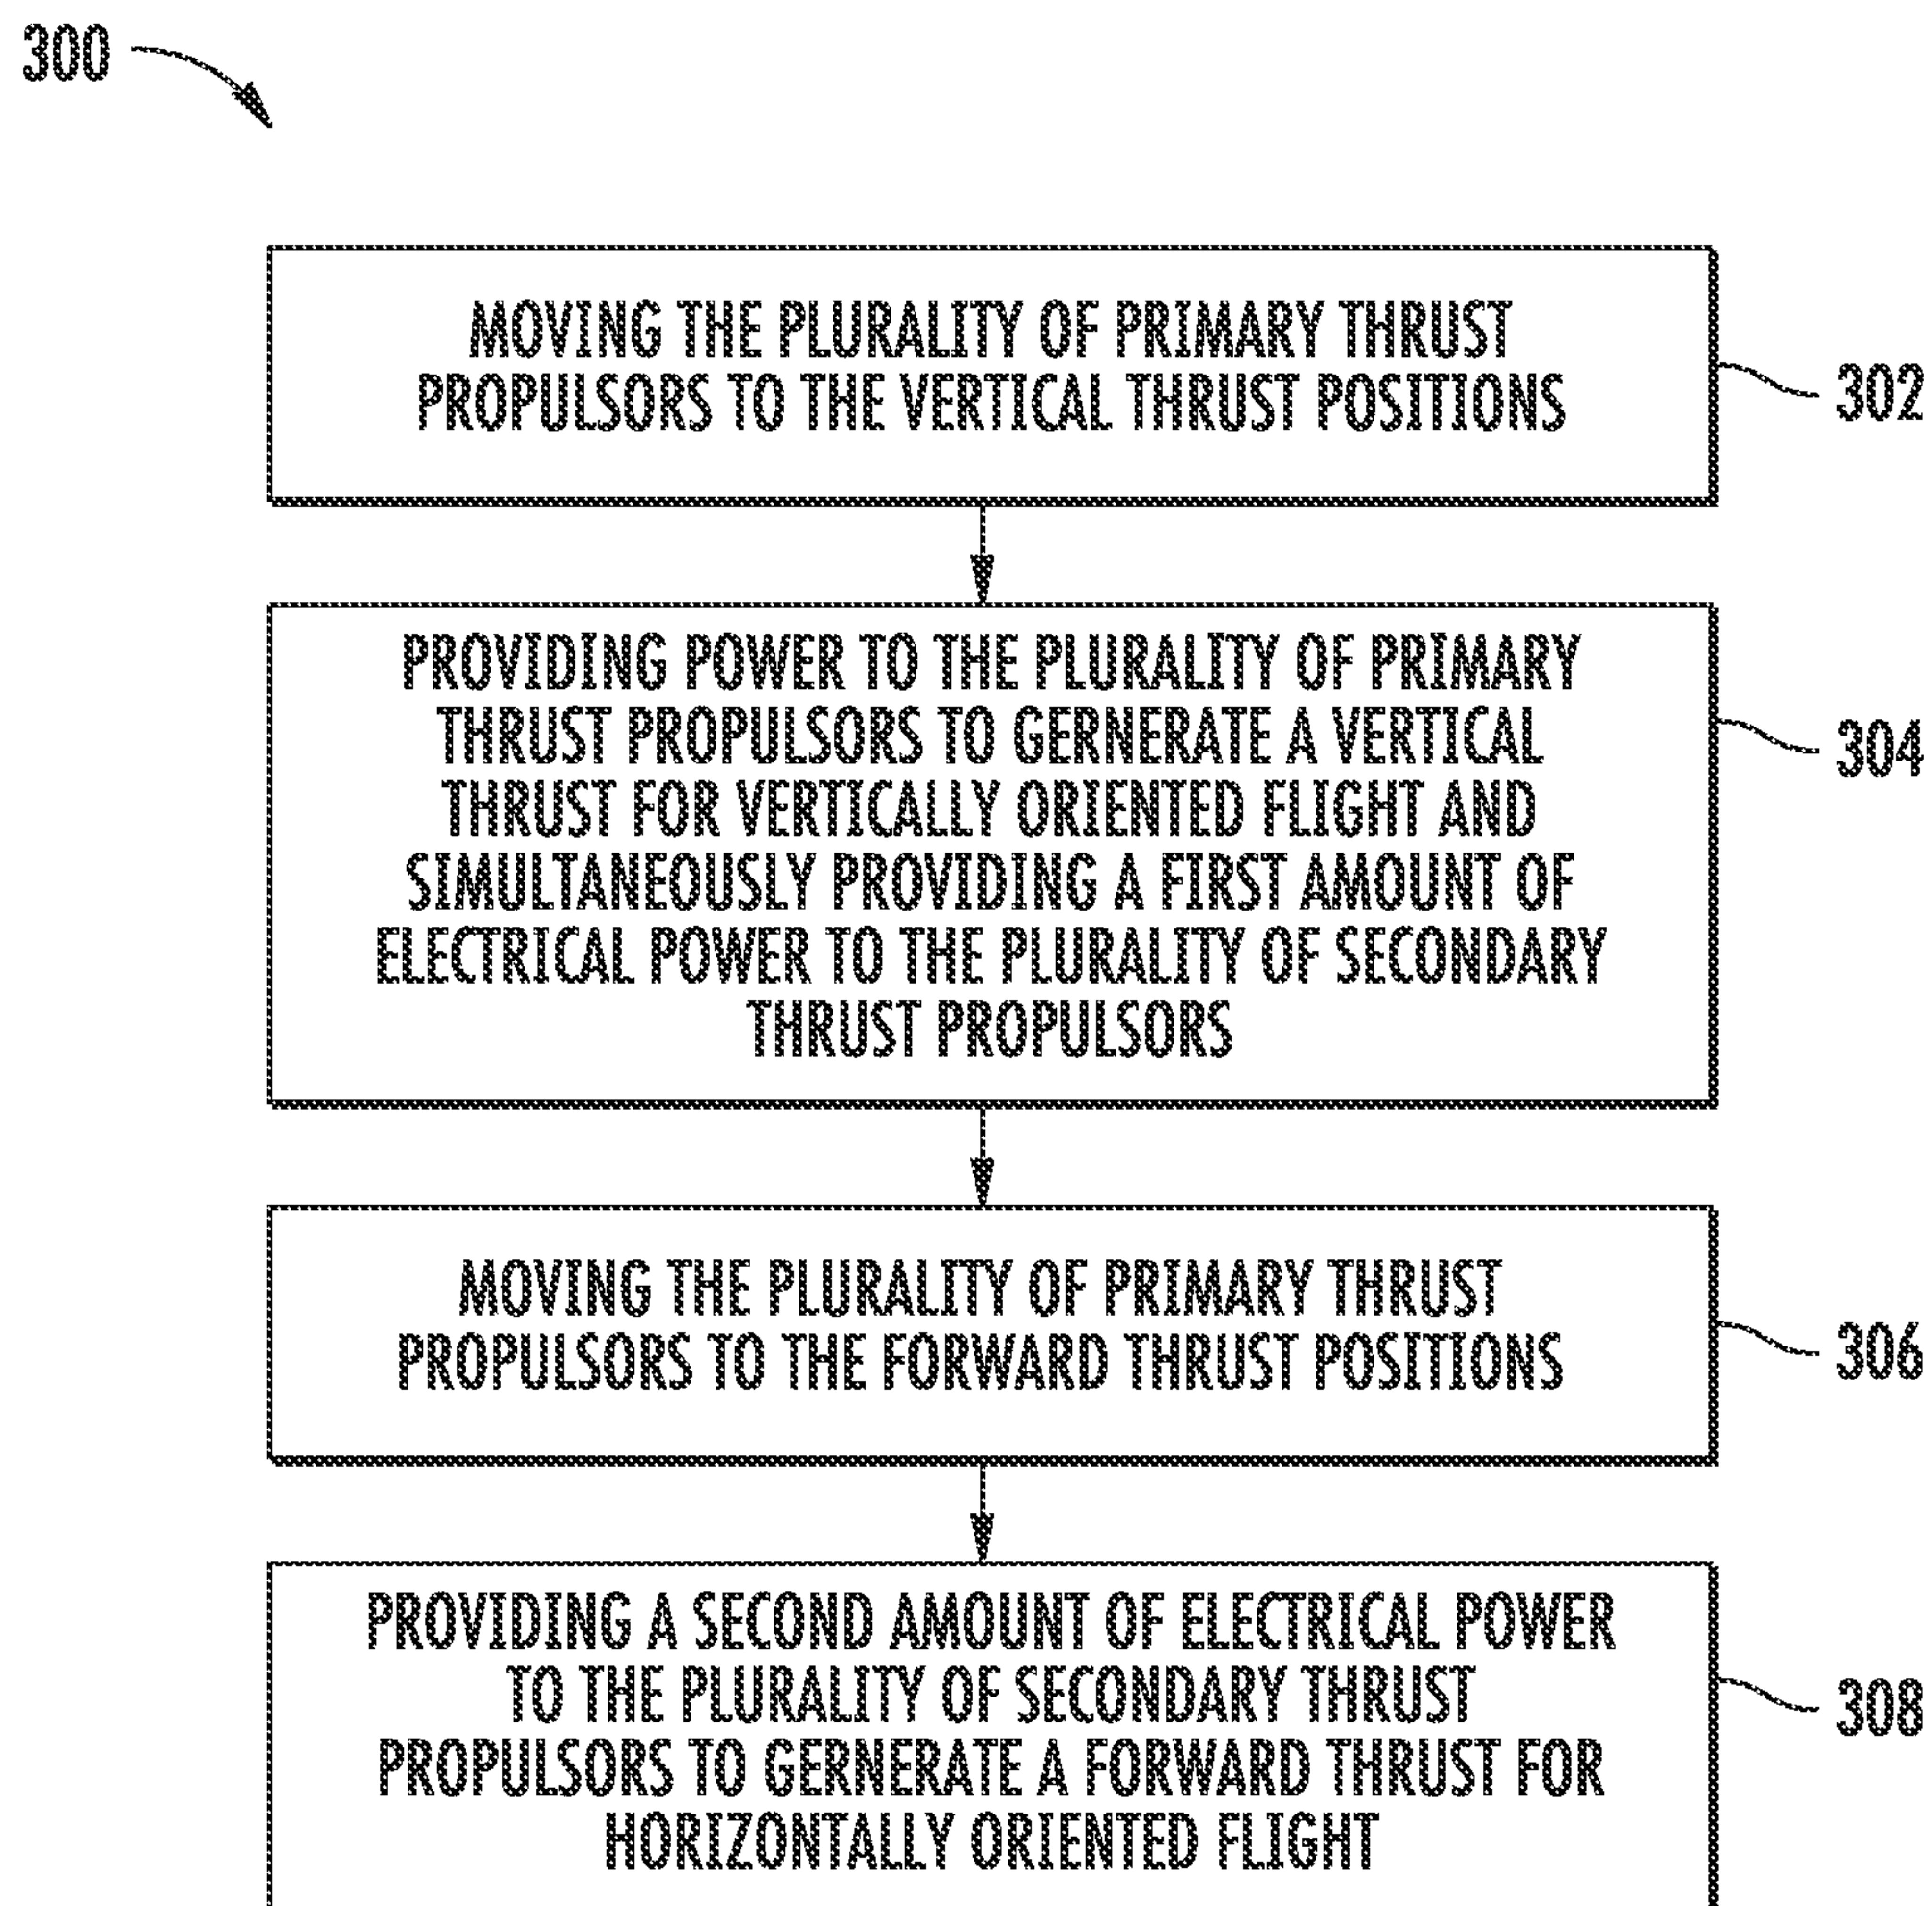 300
MOVING THE PLURALITY OF PRIMARY THRUST
PROPULSORS TO THE VERTICAL THRUST POSITIONS
302
PROVIDING POWER TO THE PLURALITY OF PRIMARY
THRUST PROPULSORS TO GERNERATE A VERTICAL
THRUST FOR VERTICALLY ORIENTED FLIGHT AND
SIMULTANEOUSLY PROVIDING A FIRST AMOUNT OF
ELECTRICAL POWER TO THE PLURALITY OF SECONDARY
THRUST PROPULSORS
304
MOVING THE PLURALITY OF PRIMARY THRUST
PROPULSORS TO THE FORWARD THRUST POSITIONS
306
PROVIDING A SECOND AMOUNT OF ELECTRICAL POWER
TO THE PLURALITY OF SECONDARY THRUST
PROPULSORS TO GERNERATE A FORWARD THRUST FOR
HORIZONTALLY ORIENTED FLIGHT
308